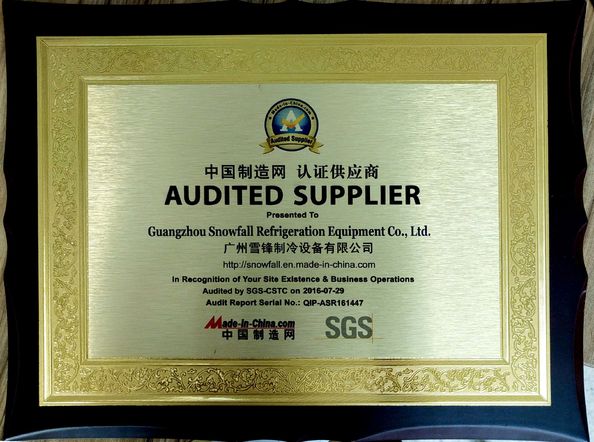 Made-in-China.com
Audited Supplier
中国制造网 认证供应商
AUDITED SUPPLIER
Presented To
Guangzhou Snowfall Refrigeration Equipment Co., Ltd.
广州雪锋制冷设备有限公司
http://snowfall.en.made-in-china.com
In Recognition of Your Site Existence & Business Operations
Audited by SGS-CSTC on 2016-07-29
Audit Report Serial No.: QIP-ASR161447
Made-in-China.com
中国制造网
SGS